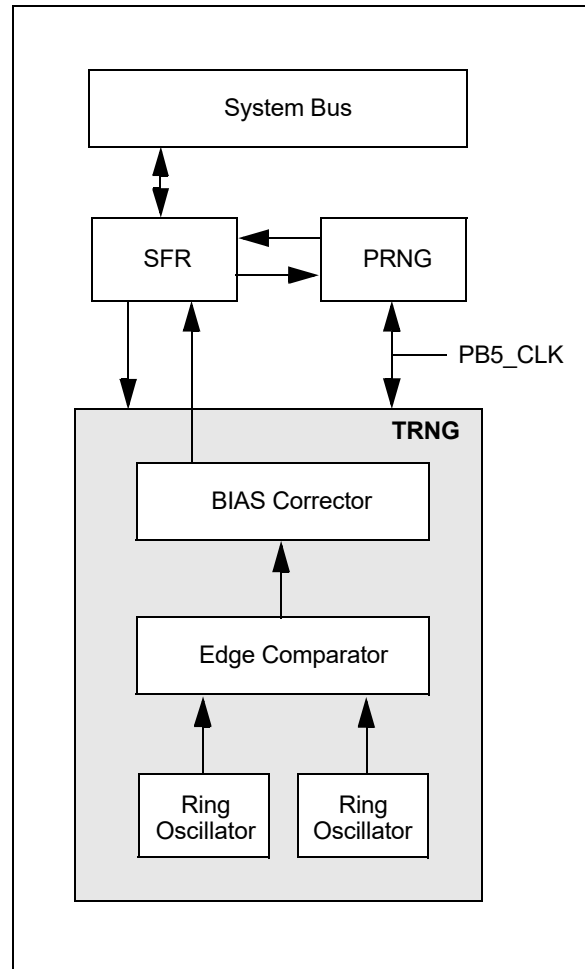 System Bus
SFR
PRNG
PB5_CLK
TRNG
BIAS Corrector
Edge Comparator
Ring
Oscillator
Ring
Oscillator